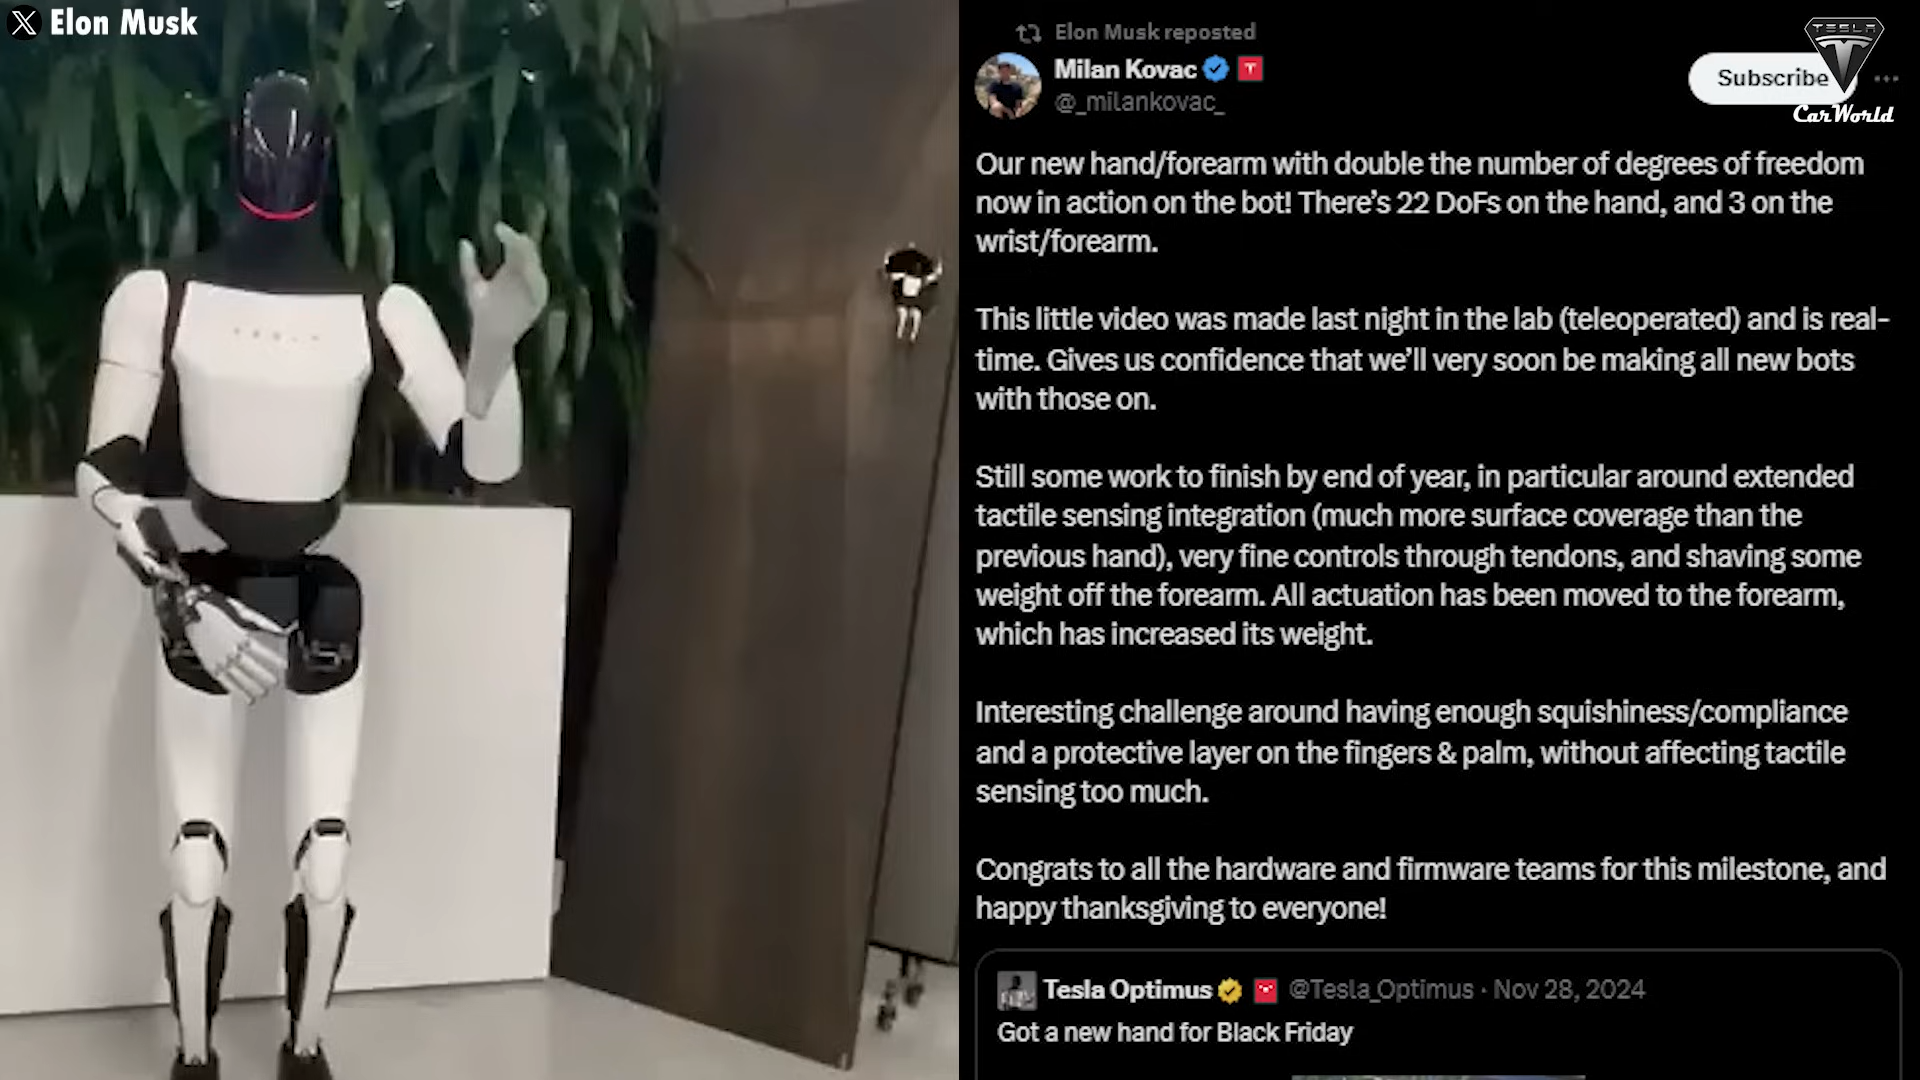 Elon Musk
Elon Musk reposted
Milan Kovac
@_milankovac_
Subscribe
TESLA
CarWorld
Our new hand/forearm with double the number of degrees of freedom
now in action on the bot! There's 22 DoFs on the hand, and 3 on the
wrist/forearm.
This little video was made last night in the lab (teleoperated) and is real-
time. Gives us confidence that we'll very soon be making all new bots
with those on.
Still some work to finish by end of year, in particular around extended
tactile sensing integration (much more surface coverage than the
previous hand), very fine controls through tendons, and shaving some
weight off the forearm. All actuation has been moved to the forearm,
which has increased its weight.
Interesting challenge around having enough squishiness/compliance
and a protective layer on the fingers & palm, without affecting tactile
sensing too much.
Congrats to all the hardware and firmware teams for this milestone, and
happy thanksgiving to everyone!
Tesla Optimus @Tesla_Optimus · Nov 28, 2024
Got a new hand for Black Friday
TESLA